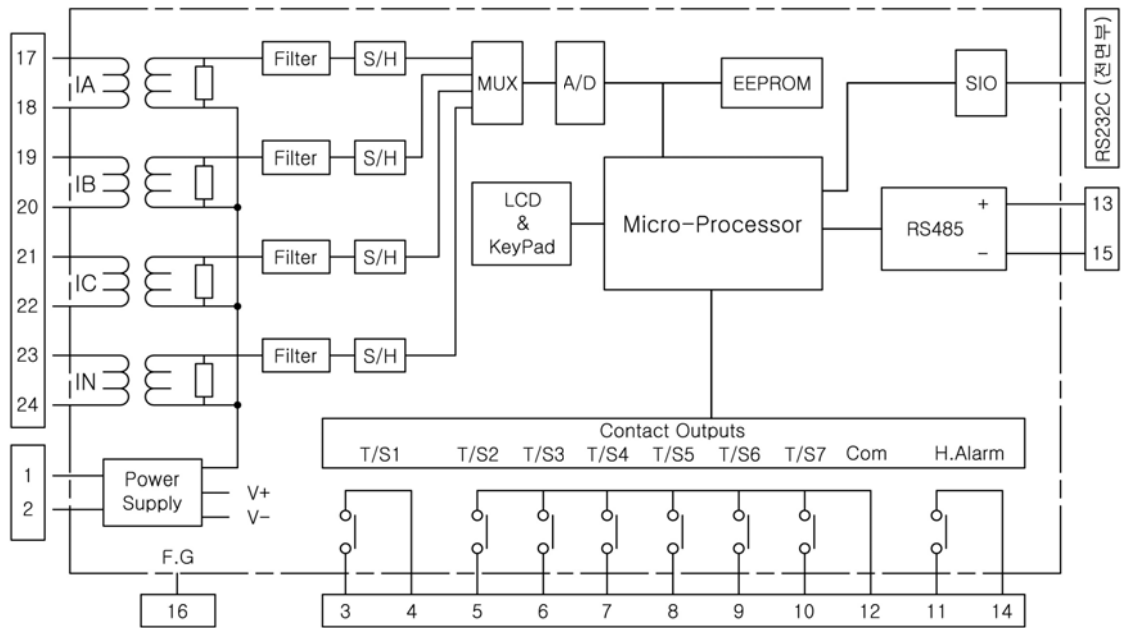 17
18
19
20
21
22
23
24
1
2
IA
IB
IC
IN
Filter
S/H
Filter
S/H
Filter
S/H
Filter
S/H
MUX
A/D
EEPROM
SIO
RS232C (전면부)
LCD
&
KeyPad
Micro-Processor
RS485
+
-
13
15
Power
Supply
V+
V-
F.G
16
Contact Outputs
T/S1 T/S2 T/S3 T/S4 T/S5 T/S6 T/S7 Com H.Alarm
3 4 5 6 7 8 9 10 12 11 14